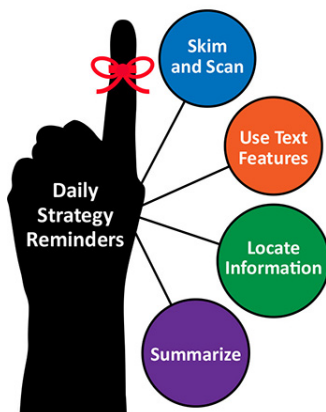 Skim
and Scan
Use Text
Features
Daily
Strategy
Reminders
Locate
Information
Summarize